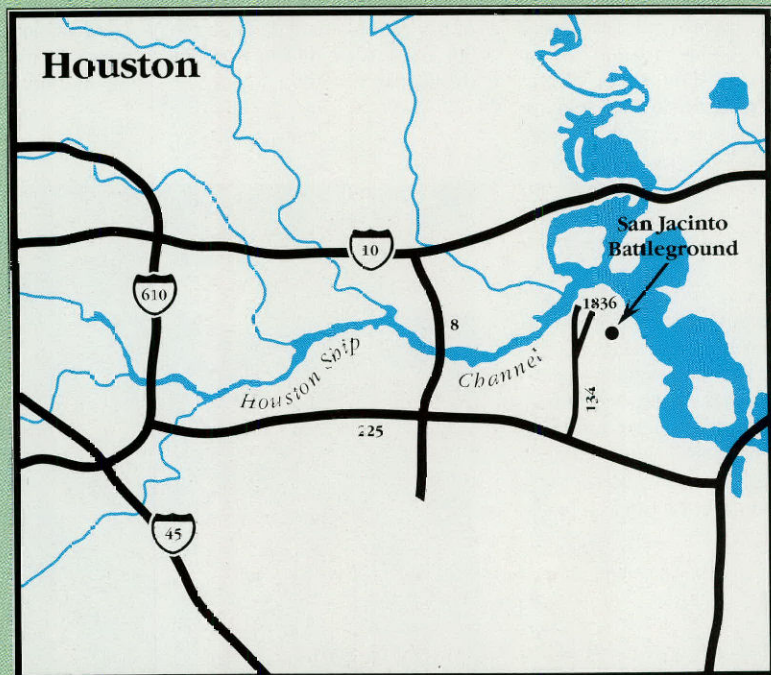 Houston
San Jacinto
Battleground
10
610
1836
8
Houston Ship
Channel
134
225
45